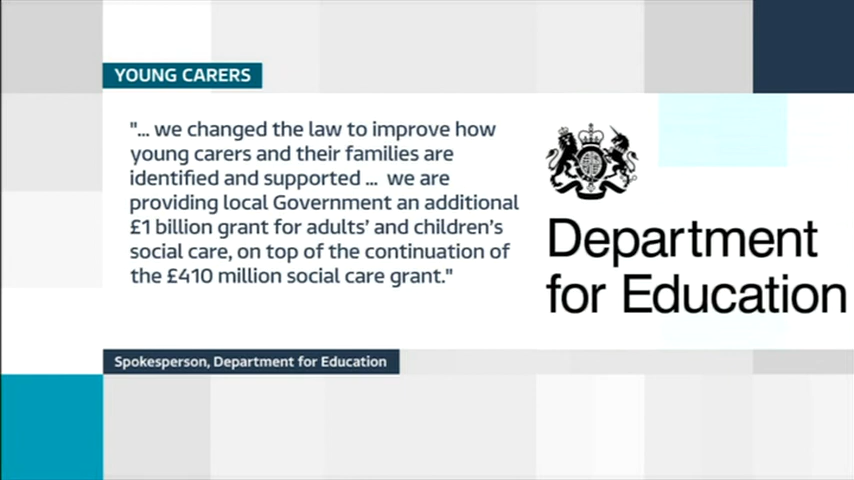 YOUNG CARERS
"... we changed the law to improve how
young carers and their families are
identified and supported ... we are
providing local Government an additional
£1 billion grant for adults' and children's
social care, on top of the continuation of
the £410 million social care grant."
Department
for Education
Spokesperson, Department for Education